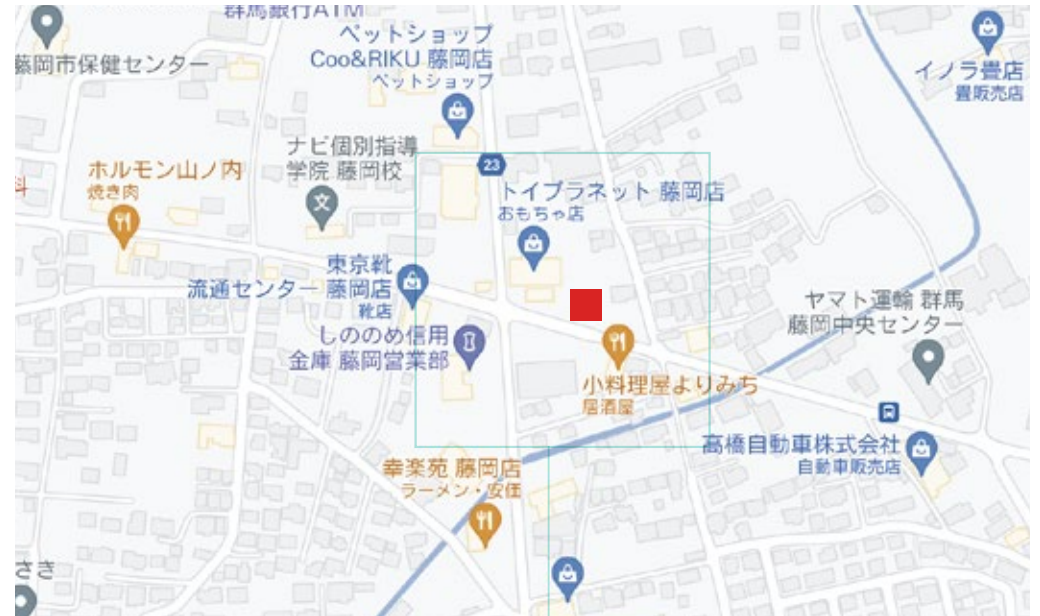 群馬銀行ATM
ペットショップ
Coo&RIKU 藤岡店
ペットショップ
藤岡市保健センター
イノラ畳店
畳販売店
ナビ個別指導
学院 藤岡校
ホルモン山ノ内
焼き肉
科
23
トイプラネット 藤岡店
おもちゃ店
東京靴
流通センター 藤岡店
靴店
ヤマト運輸 群馬
藤岡中央センター
しののめ信用
金庫 藤岡営業部
小料理屋よりみち
居酒屋
高橋自動車株式会社
自動車販売店
幸楽苑 藤岡店
ラーメン・安価
さき